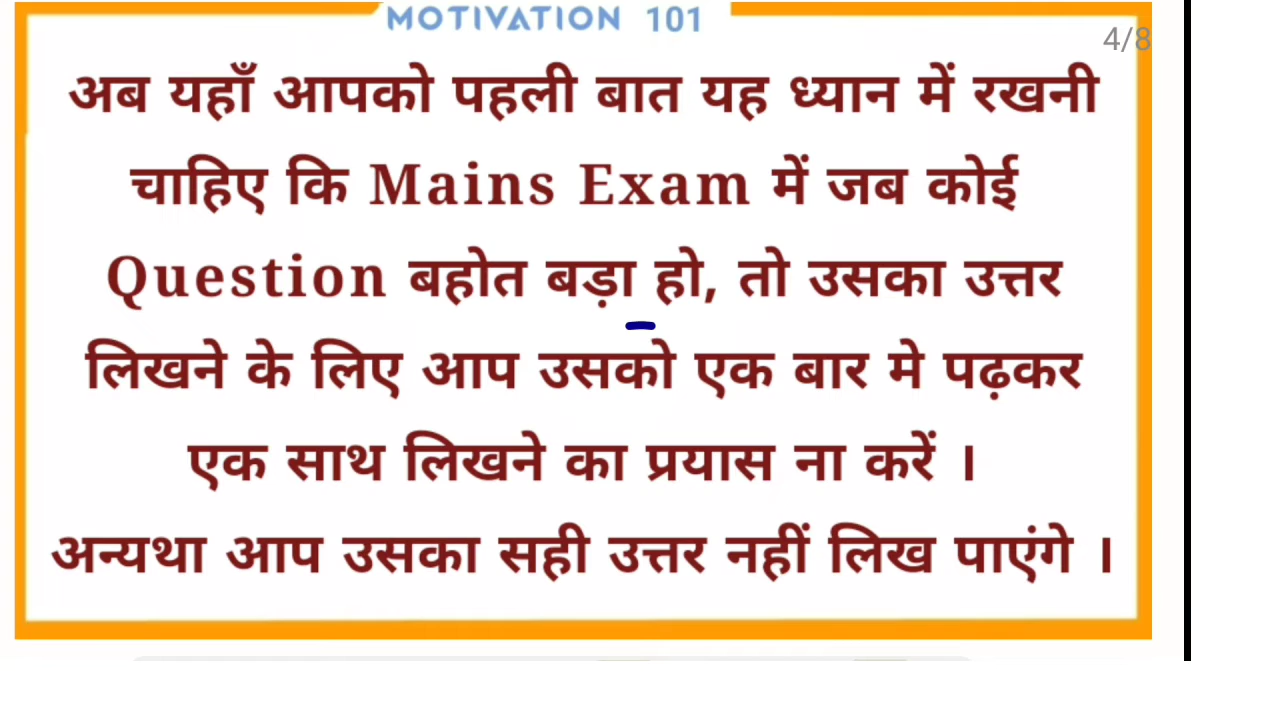 MOTIVATION 101
4/8
अब यहाँ आपको पहली बात यह ध्यान में रखनी
चाहिए कि Mains Exam में जब कोई
Question बहोत बड़ा हो, तो उसका उत्तर
लिखने के लिए आप उसको एक बार मे पढ़कर
एक साथ लिखने का प्रयास ना करें ।
अन्यथा आप उसका सही उत्तर नहीं लिख पाएंगे ।